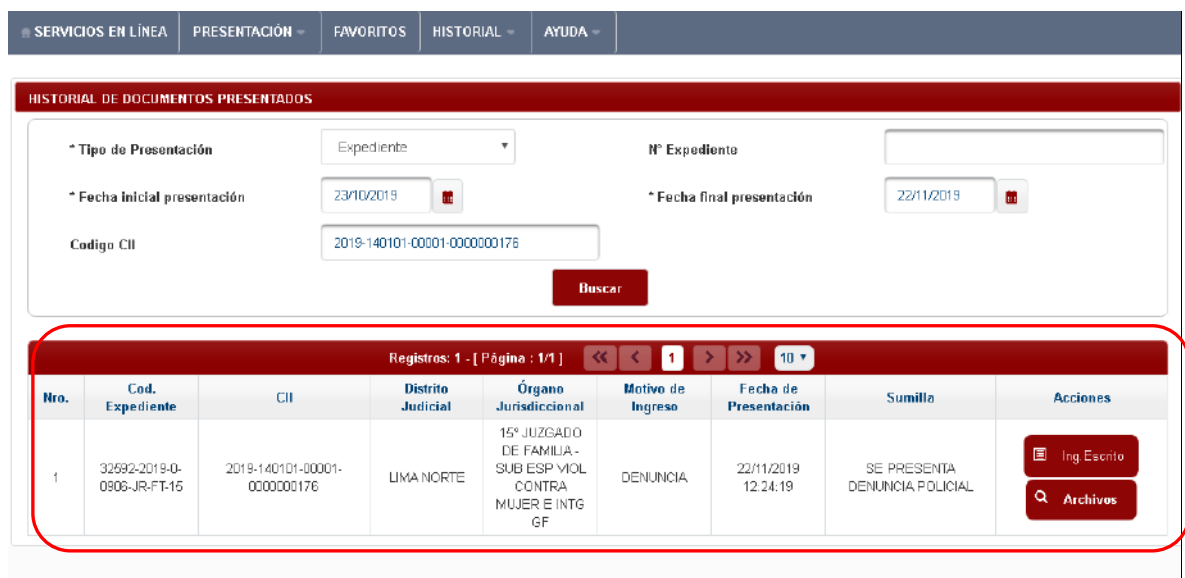 SERVICIOS EN LÍNEA PRESENTACIÓN FAVORITOS HISTORIAL AYUDA
HISTORIAL DE DOCUMENTOS PRESENTADOS
* Tipo de Presentación Expediente N° Expediente
* Fecha inicial presentación 23/10/2019 * Fecha final presentación 22/11/2019
Codigo CII 2019-140101-00001-0000000176
Buscar
Registros: 1 - [ Página : 1/1 ] 1 10
Nro. Cod. Expediente CII Distrito Judicial Órgano Jurisdiccional Motivo de Ingreso Fecha de Presentación Sumilla Acciones
1 32592-2019-0-0906-JR-FT-15 2019-140101-00001-0000000176 LIMA NORTE 15° JUZGADO DE FAMILIA - SUB ESP VIOL CONTRA MUJER E INTG GF DENUNCIA 22/11/2019 12:24:19 SE PRESENTA DENUNCIA POLICIAL Ing.Escrito
Archivos